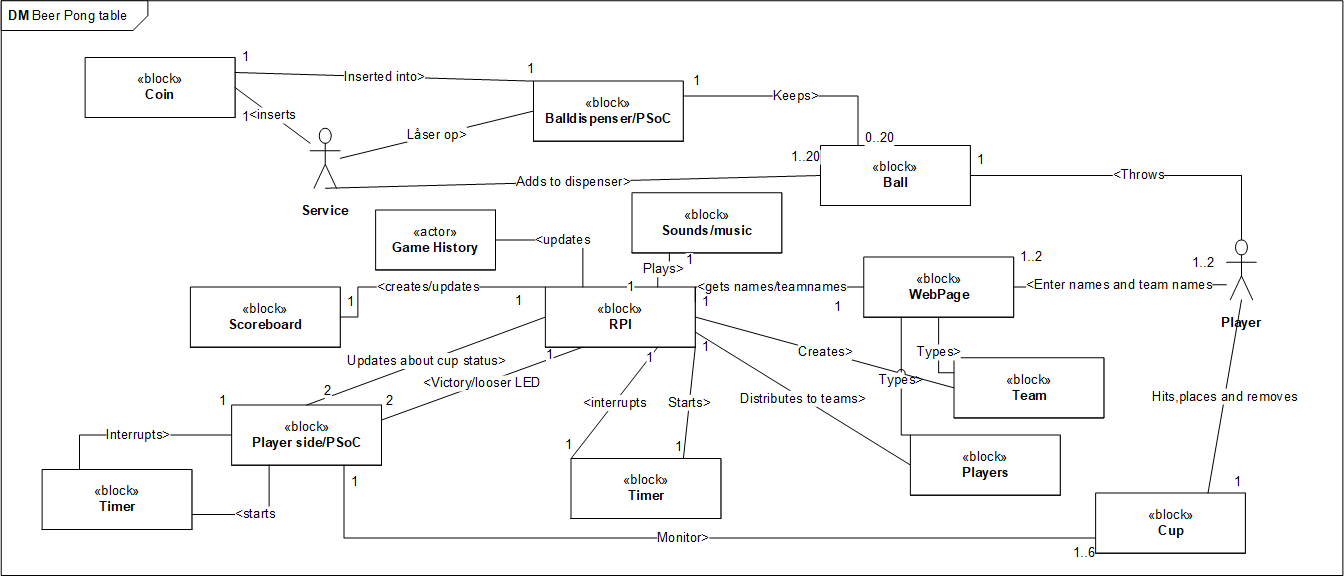 DM Beer Pong table
«block»
Coin
1
Inserted into>
1
1
<inserts
«block»
Balldispenser/PSoC
1
Keeps>
0..20
Låser op>
Service
Adds to dispenser>
1..20
«block»
Ball
1
<Throws
«actor»
Game History
<updates
«block»
Sounds/music
1
Plays>
1
<creates/updates
1
1
«block»
Scoreboard
«block»
RPI
1
<gets names/teamnames
1
«block»
WebPage
1..2
1..2
<Enter names and team names
Player
Updates about cup status>
2
<Victory/looser LED
1
2
1
1
Creates>
Types>
Types>
«block»
Team
Distributes to teams>
<interrupts
Starts>
1
1
Hits,places and removes
1
«block»
Player side/PSoC
1
Interrupts>
«block»
Timer
<starts
«block»
Timer
«block»
Players
1
«block»
Cup
Monitor>
1..6